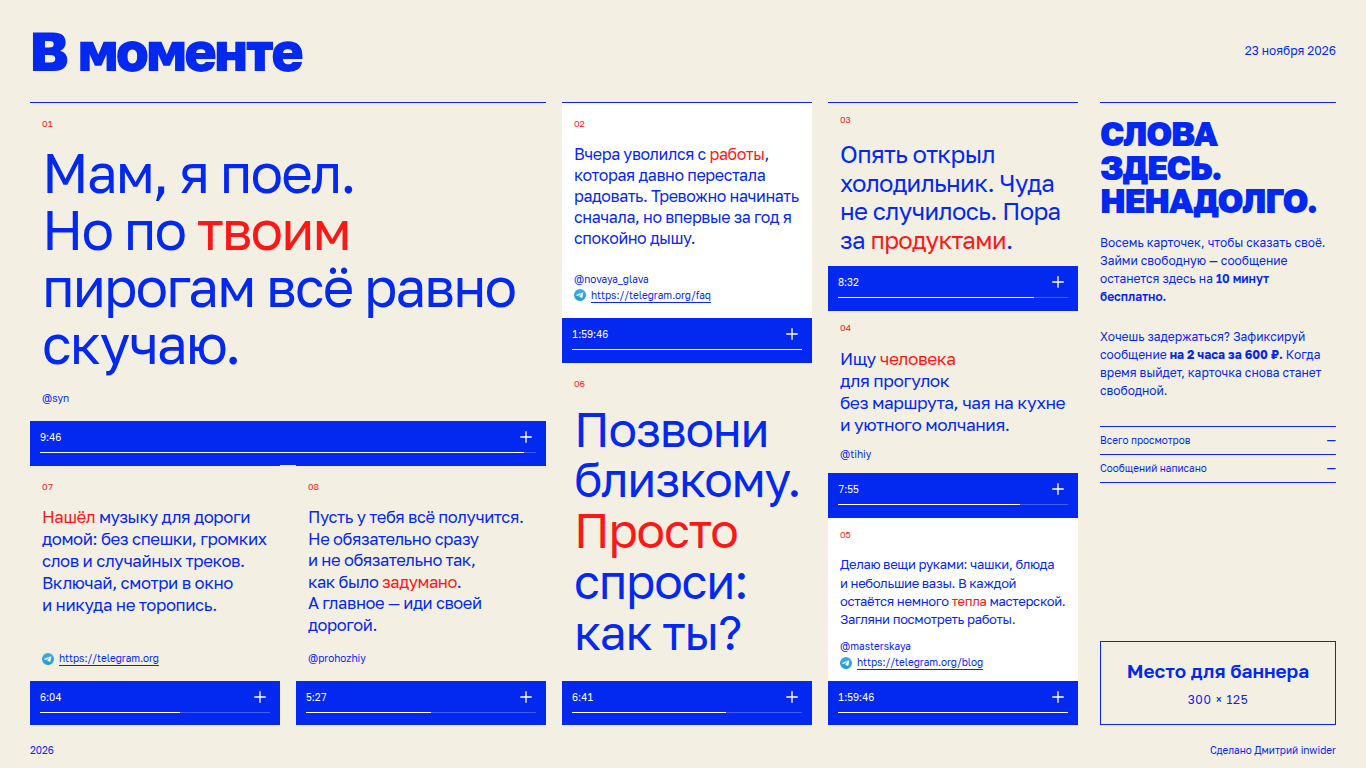 В моменте
23 ноября 2026
01
Мам, я поел.
Но по твоим
пирогам всё равно
скучаю.
@syn
9:46
02
Вчера уволился с работы,
которая давно перестала
радовать. Тревожно начинать
сначала, но впервые за год я
спокойно дышу.
@novaya_glava
https://telegram.org/faq
1:59:46
03
Опять открыл
холодильник. Чуда
не случилось. Пора
за продуктами.
8:32
04
Ищу человека
для прогулок
без маршрута, чая на кухне
и уютного молчания.
@tihiy
7:55
05
Делаю вещи руками: чашки, блюда
и небольшие вазы. В каждой
остаётся немного тепла мастерской.
Загляни посмотреть работы.
@masterskaya
https://telegram.org/blog
1:59:46
06
Позвони
близкому.
Просто
спроси:
как ты?
6:41
07
Нашёл музыку для дороги
домой: без спешки, громких
слов и случайных треков.
Включай, смотри в окно
и никуда не торопись.
https://telegram.org
6:04
08
Пусть у тебя всё получится.
Не обязательно сразу
и не обязательно так,
как было задумано.
А главное — иди своей
дорогой.
@prohozhiy
5:27
СЛОВА
ЗДЕСЬ.
НЕНАДОЛГО.
Восемь карточек, чтобы сказать своё.
Займи свободную — сообщение
останется здесь на 10 минут
бесплатно.
Хочешь задержаться? Зафиксируй
сообщение на 2 часа за 600 ₽. Когда
время выйдет, карточка снова станет
свободной.
Всего просмотров —
Сообщений написано —
Место для баннера
300 × 125
2026
Сделано Дмитрий inwider